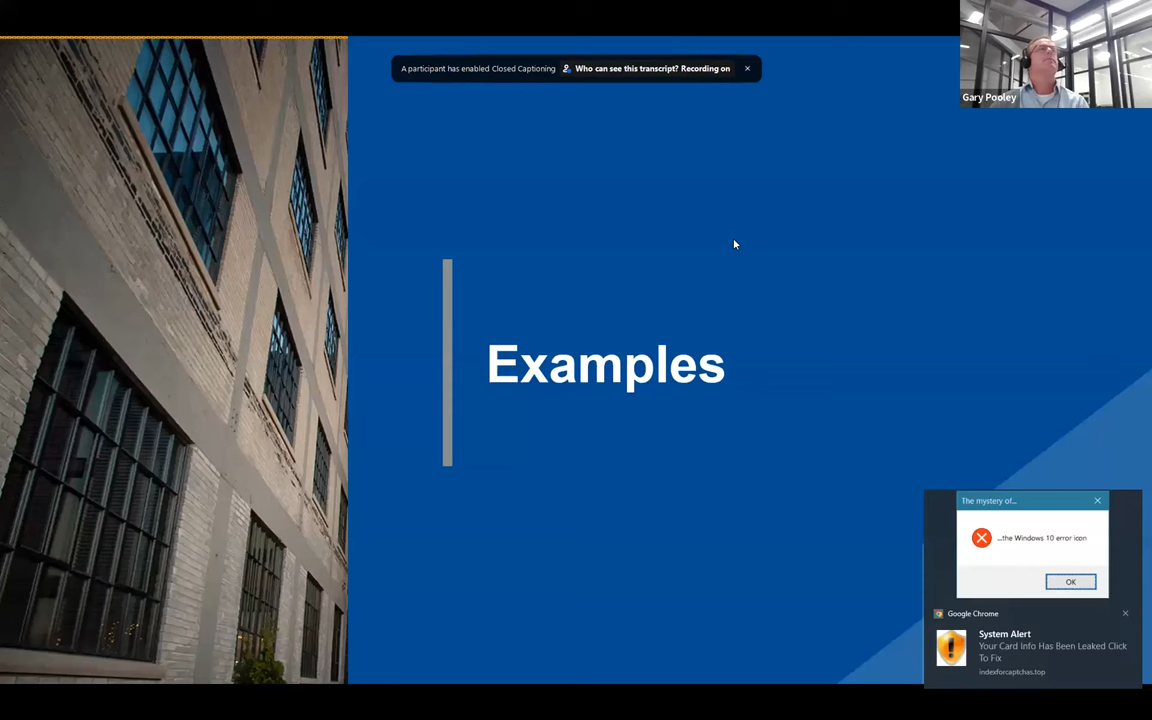 A participant has enabled Closed Captioning Who can see this transcript? Recording on
Gary Pooley
Examples
The mystery of...
...the Windows 10 error icon
OK
Google Chrome
System Alert
Your Card Info Has Been Leaked Click
To Fix
indexforcaptchas.top